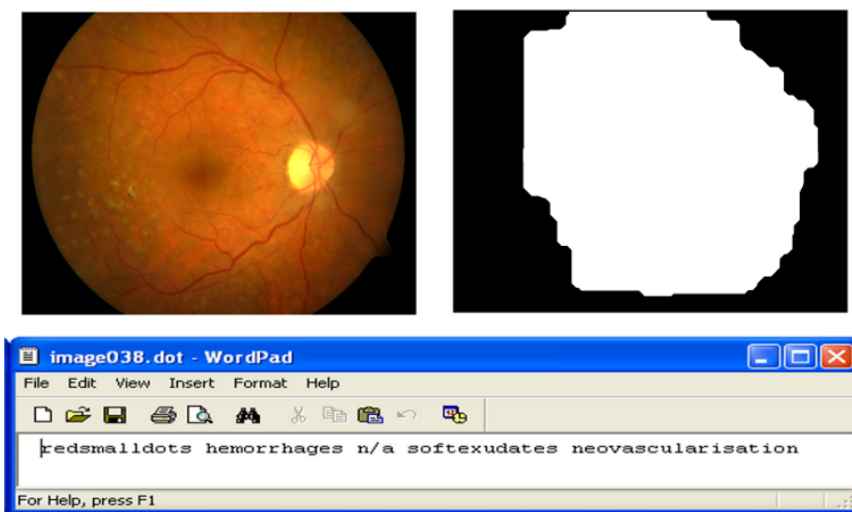 image038.dot - WordPad
File Edit View Insert Format Help
redsmalldots hemorrhages n/a softexudates neovascularisation
For Help, press F1